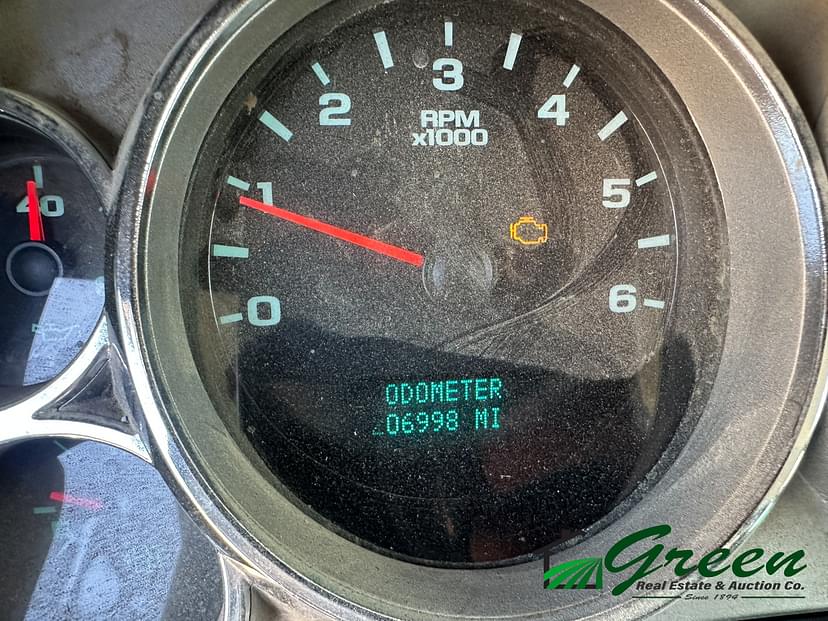 3
2
4
RPM
x1000
1
5
40
0
6
ODOMETER
06998 MI
Green
Real Estate & Auction Co.
Since 1894